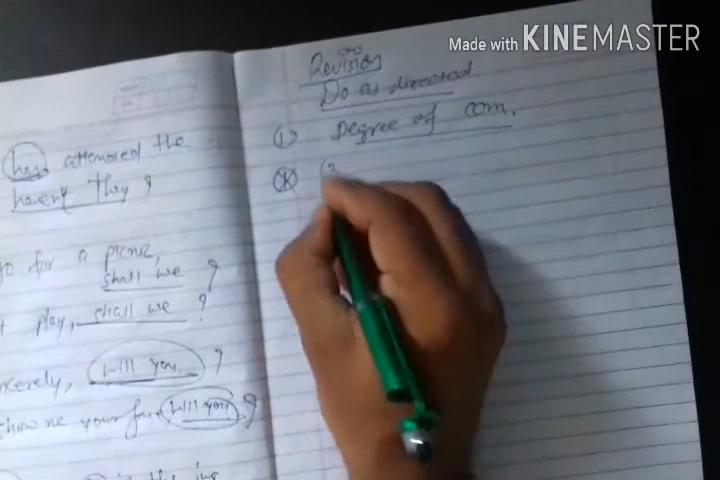 Made with KINEMASTER
Revision
Do as directed
(1) Degree of com.
has attended the
haven't they ?
go for a picnic,
shall we ?
play, shall we ?
will you ?
show me your
will you ?